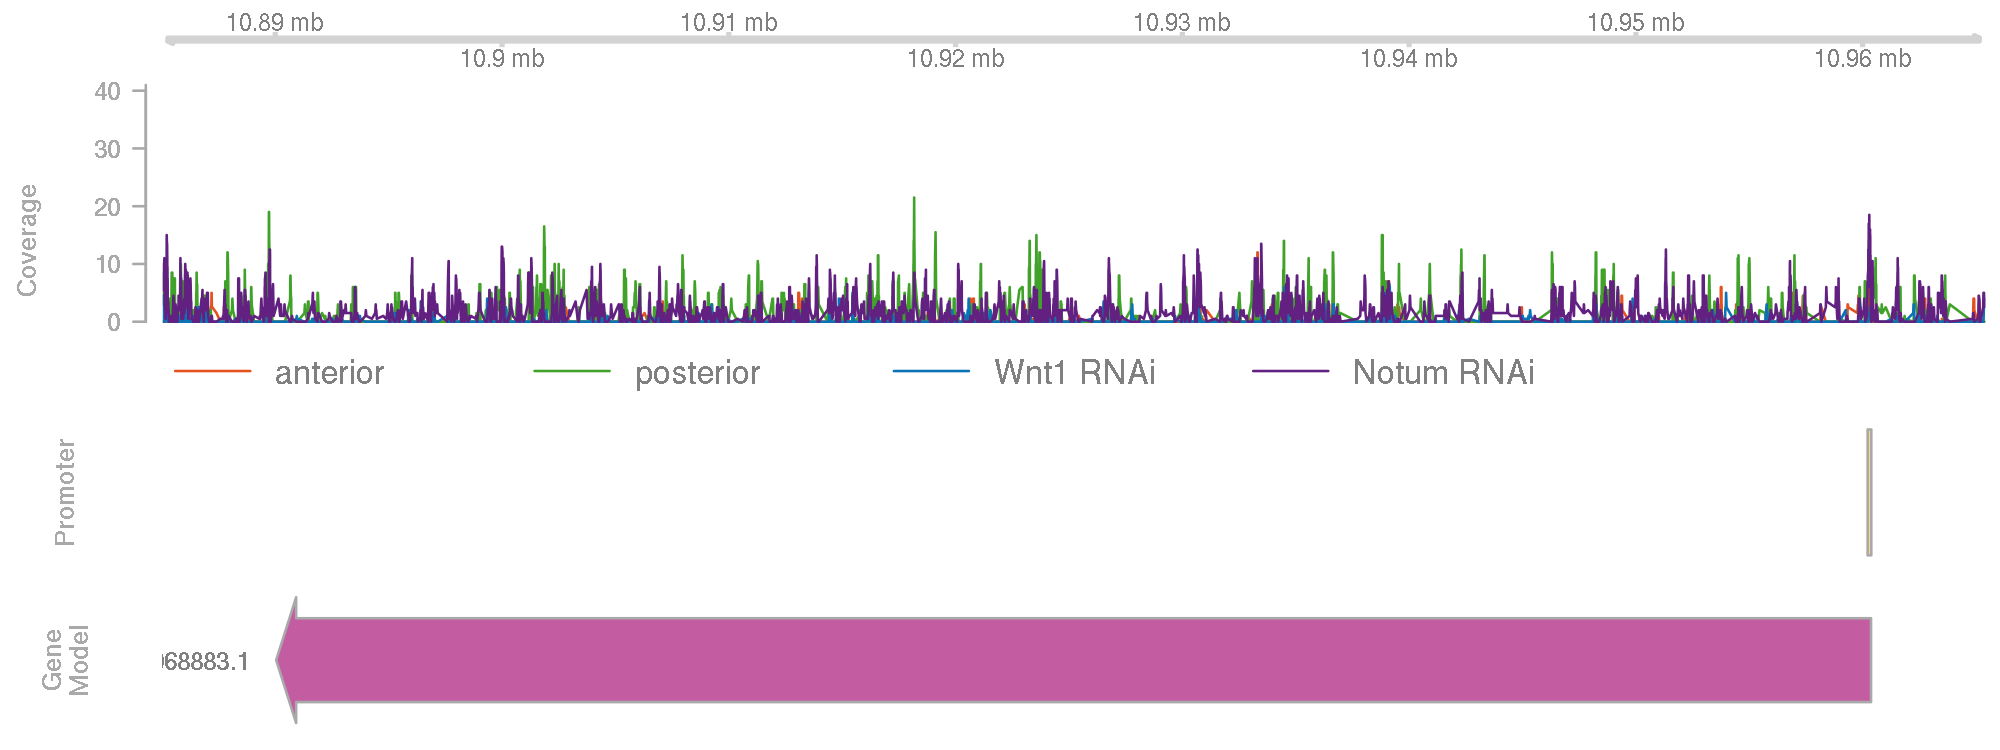 10.89 mb 10.91 mb 10.93 mb 10.95 mb
10.9 mb 10.92 mb 10.94 mb 10.96 mb
40
30
20
10
0
Coverage
anterior posterior Wnt1 RNAi Notum RNAi
Promoter
Gene
Model
68883.1